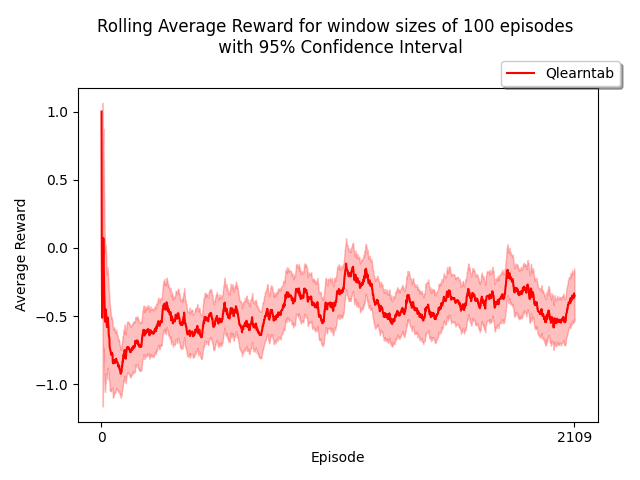 Rolling Average Reward for window sizes of 100 episodes
with 95% Confidence Interval
Qlearntab
1.0
0.5
0.0
−0.5
−1.0
Average Reward
0
2109
Episode